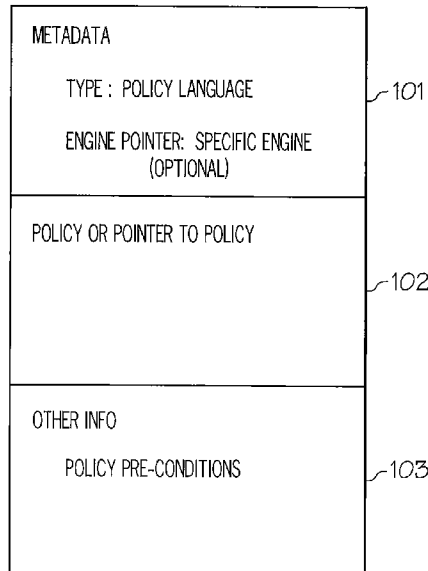 METADATA
TYPE : POLICY LANGUAGE
101
ENGINE POINTER: SPECIFIC ENGINE
(OPTIONAL)
POLICY OR POINTER TO POLICY
102
OTHER INFO
POLICY PRE-CONDITIONS
103